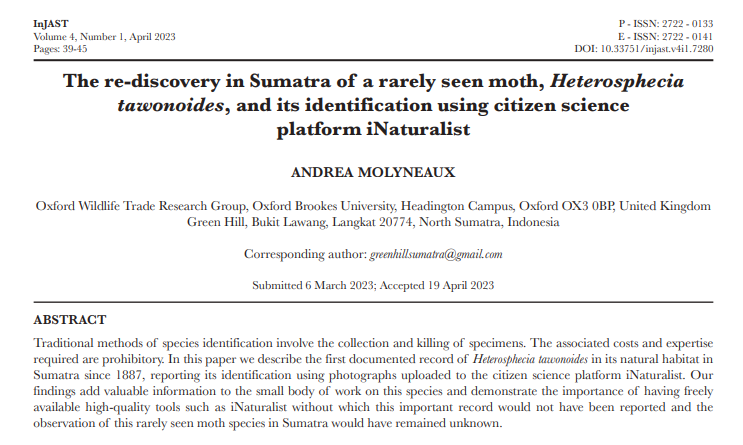 InJAST
Volume 4, Number 1, April 2023
Pages: 39-45
P - ISSN: 2722 - 0133
E - ISSN: 2722 - 0141
DOI: 10.33751/injast.v4i1.7280
The re-discovery in Sumatra of a rarely seen moth, Heterosphecia
tawonoides, and its identification using citizen science
platform iNaturalist
ANDREA MOLYNEAUX
Oxford Wildlife Trade Research Group, Oxford Brookes University, Headington Campus, Oxford OX3 0BP, United Kingdom
Green Hill, Bukit Lawang, Langkat 20774, North Sumatra, Indonesia
Corresponding author: greenhillsumatra@gmail.com
Submitted 6 March 2023; Accepted 19 April 2023
ABSTRACT
Traditional methods of species identification involve the collection and killing of specimens. The associated costs and expertise
required are prohibitory. In this paper we describe the first documented record of Heterosphecia tawonoides in its natural habitat in
Sumatra since 1887, reporting its identification using photographs uploaded to the citizen science platform iNaturalist. Our
findings add valuable information to the small body of work on this species and demonstrate the importance of having freely
available high-quality tools such as iNaturalist without which this important record would not have been reported and the
observation of this rarely seen moth species in Sumatra would have remained unknown.